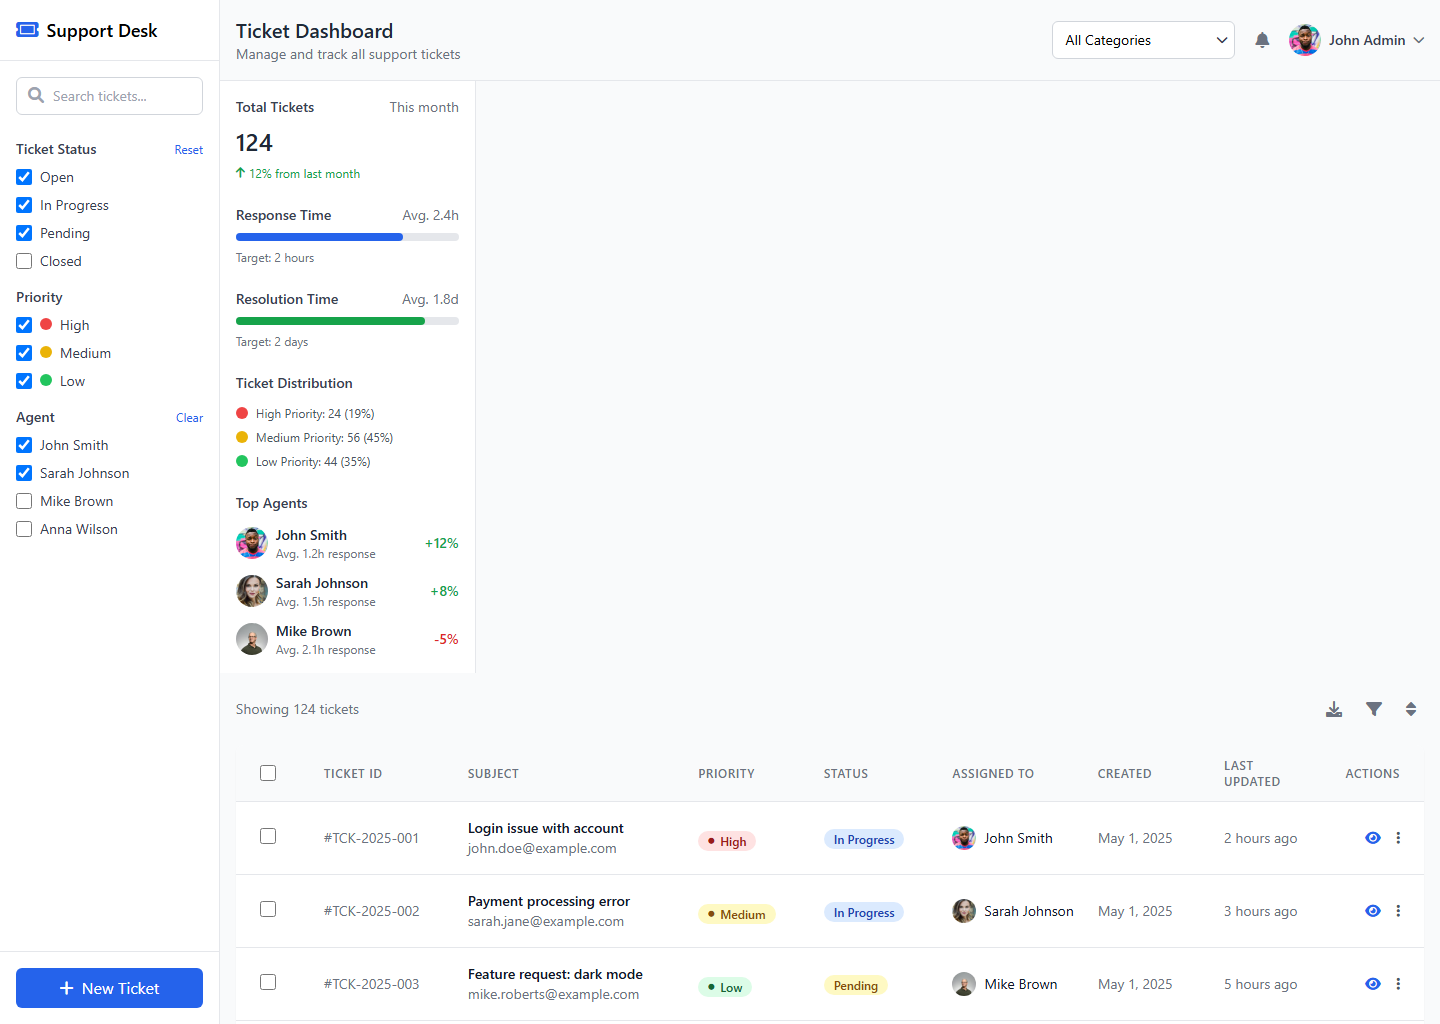 Support Desk
Search tickets...
Ticket Status
Reset
Open
In Progress
Pending
Closed
Priority
High
Medium
Low
Agent
Clear
John Smith
Sarah Johnson
Mike Brown
Anna Wilson
New Ticket
Ticket Dashboard
Manage and track all support tickets
All Categories
John Admin
Total Tickets
This month
124
12% from last month
Response Time
Avg. 2.4h
Target: 2 hours
Resolution Time
Avg. 1.8d
Target: 2 days
Ticket Distribution
High Priority: 24 (19%)
Medium Priority: 56 (45%)
Low Priority: 44 (35%)
Top Agents
John Smith
Avg. 1.2h response
+12%
Sarah Johnson
Avg. 1.5h response
+8%
Mike Brown
Avg. 2.1h response
-5%
Showing 124 tickets
TICKET ID SUBJECT PRIORITY STATUS ASSIGNED TO CREATED LAST UPDATED ACTIONS
#TCK-2025-001
Login issue with account
john.doe@example.com
High
In Progress
John Smith
May 1, 2025
2 hours ago
#TCK-2025-002
Payment processing error
sarah.jane@example.com
Medium
In Progress
Sarah Johnson
May 1, 2025
3 hours ago
#TCK-2025-003
Feature request: dark mode
mike.roberts@example.com
Low
Pending
Mike Brown
May 1, 2025
5 hours ago